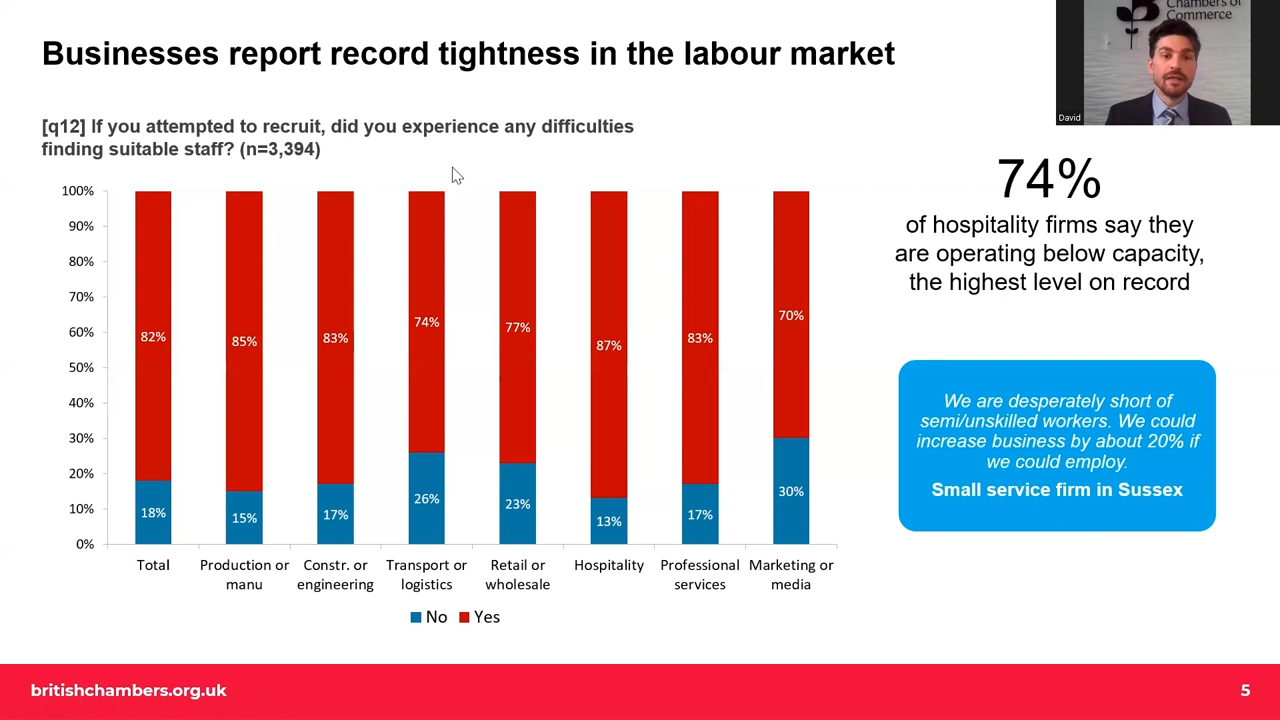 Businesses report record tightness in the labour market
Chambers of
Commerce
David
[q12] If you attempted to recruit, did you experience any difficulties
finding suitable staff? (n=3,394)
100%
90%
80%
70%
60%
50%
40%
30%
20%
10%
0%
82%
85%
83%
74%
77%
87%
83%
70%
18%
15%
17%
26%
23%
13%
17%
30%
Total
Production or
manu
Constr. or
engineering
Transport or
logistics
Retail or
wholesale
Hospitality
Professional
services
Marketing or
media
No
Yes
74%
of hospitality firms say they
are operating below capacity,
the highest level on record
We are desperately short of
semi/unskilled workers. We could
increase business by about 20% if
we could employ.
Small service firm in Sussex
britishchambers.org.uk
5